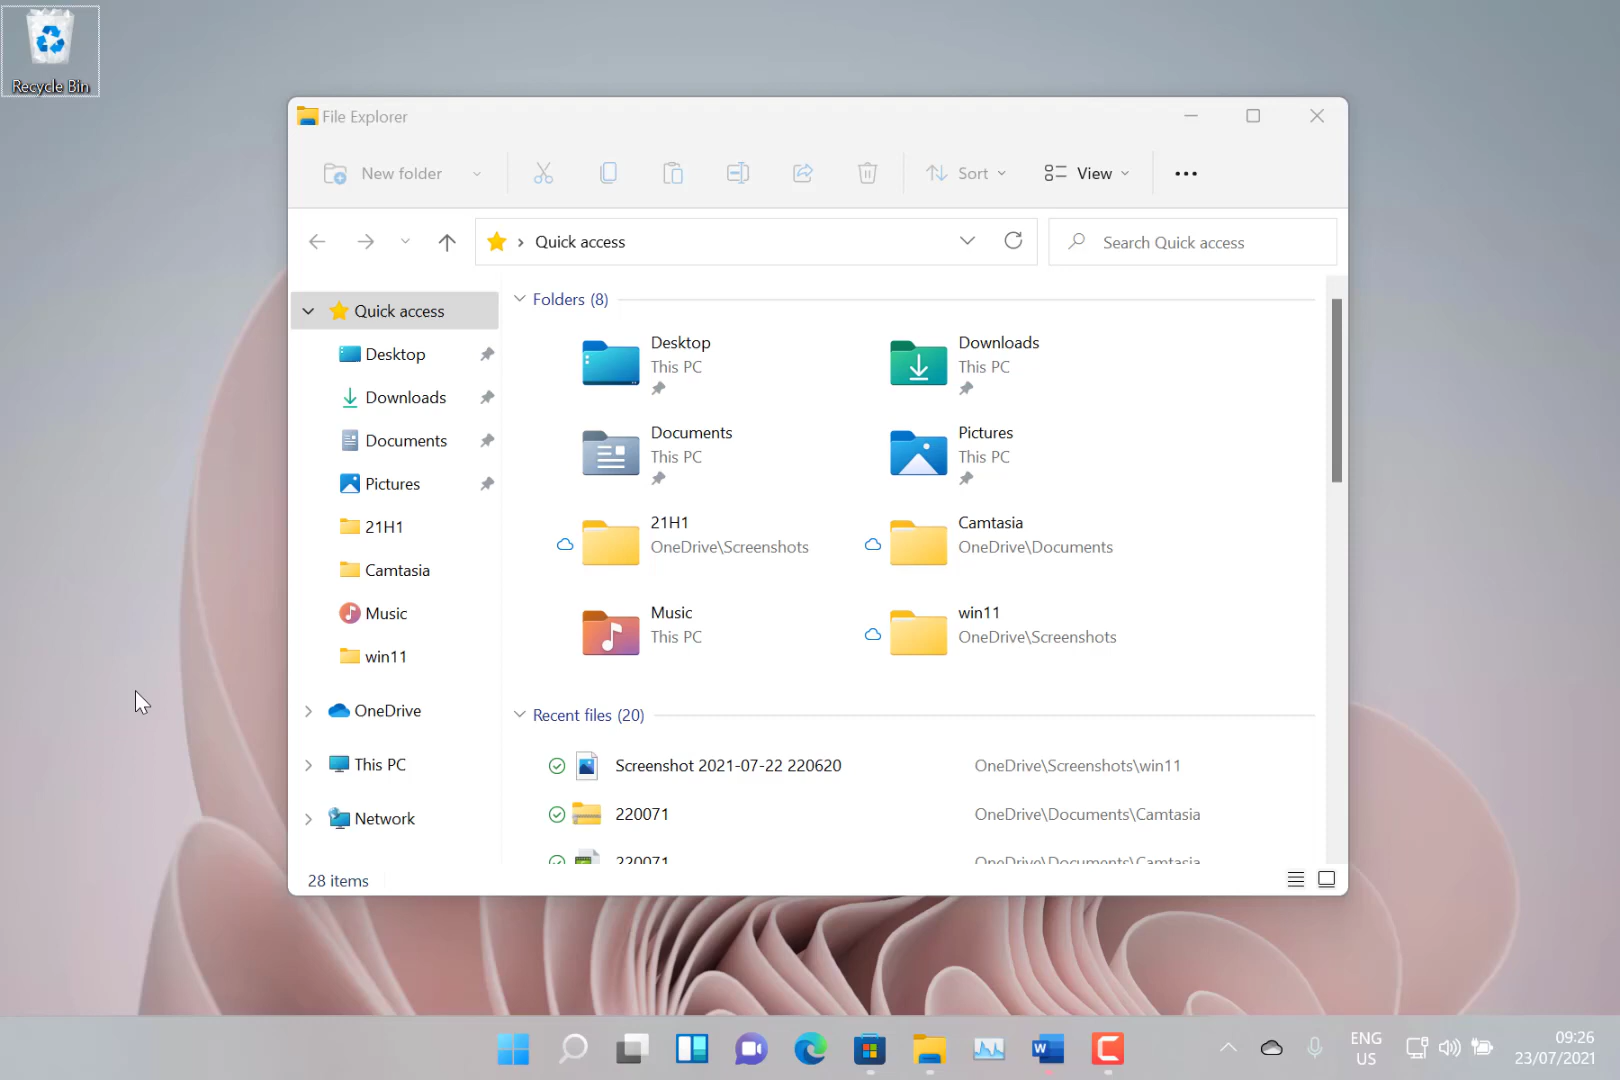 Recycle Bin
File Explorer
New folder
Sort
View
Quick access
Search Quick access
Quick access
Desktop
Downloads
Documents
Pictures
21H1
Camtasia
Music
win11
OneDrive
This PC
Network
Folders (8)
Desktop
This PC
Downloads
This PC
Documents
This PC
Pictures
This PC
21H1
OneDrive\Screenshots
Camtasia
OneDrive\Documents
Music
This PC
win11
OneDrive\Screenshots
Recent files (20)
Screenshot 2021-07-22 220620 OneDrive\Screenshots\win11
220071 OneDrive\Documents\Camtasia
220071 OneDrive\Documents\Camtasia
28 items
ENG
US
09:26
23/07/2021